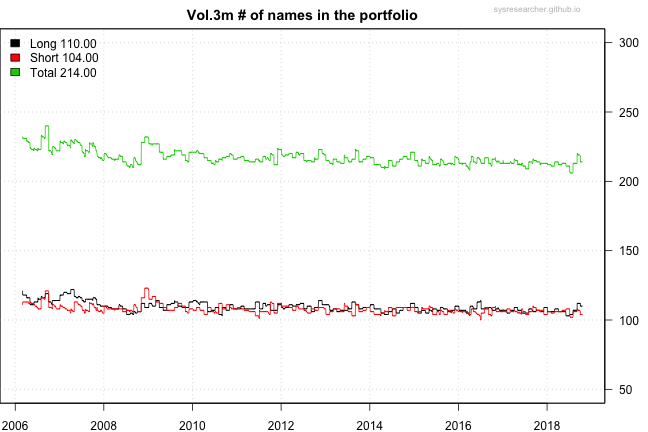 Vol.3m # of names in the portfolio
sysresearcher.github.io
Long 110.00
Short 104.00
Total 214.00
300
250
200
150
100
50
2006 2008 2010 2012 2014 2016 2018